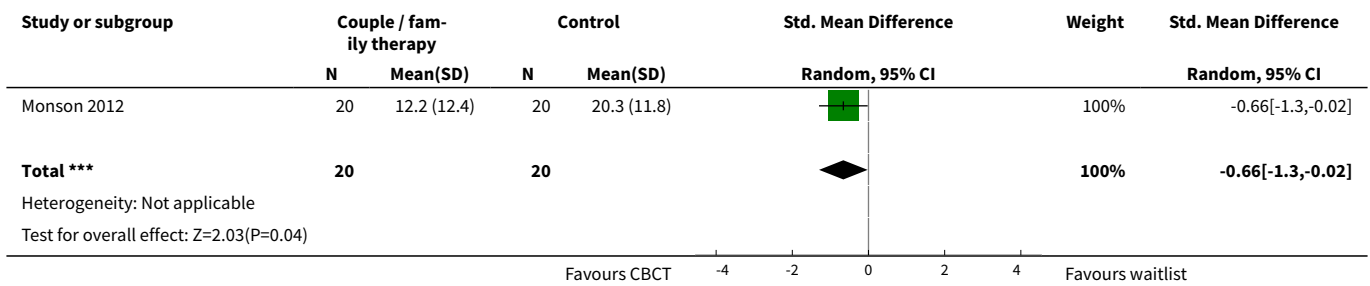 Study or subgroup Couple / fam- Control Std. Mean Difference Weight Std. Mean Difference
ily therapy
N Mean(SD) N Mean(SD) Random, 95% CI Random, 95% CI
Monson 2012 20 12.2 (12.4) 20 20.3 (11.8) 100% -0.66[-1.3,-0.02]
Total *** 20 20 100% -0.66[-1.3,-0.02]
Heterogeneity: Not applicable
Test for overall effect: Z=2.03(P=0.04)
Favours CBCT -4 -2 0 2 4 Favours waitlist